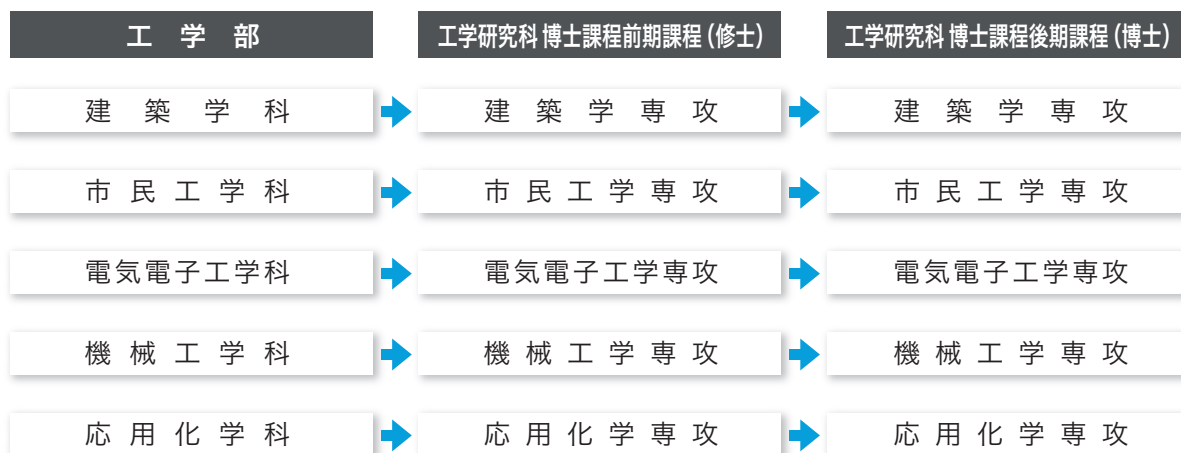 工学部 工学研究科 博士課程前期課程（修士） 工学研究科 博士課程後期課程（博士）
建築学科 建築学専攻 建築学専攻
市民工学科 市民工学専攻 市民工学専攻
電気電子工学科 電気電子工学専攻 電気電子工学専攻
機械工学科 機械工学専攻 機械工学専攻
応用化学科 応用化学専攻 応用化学専攻